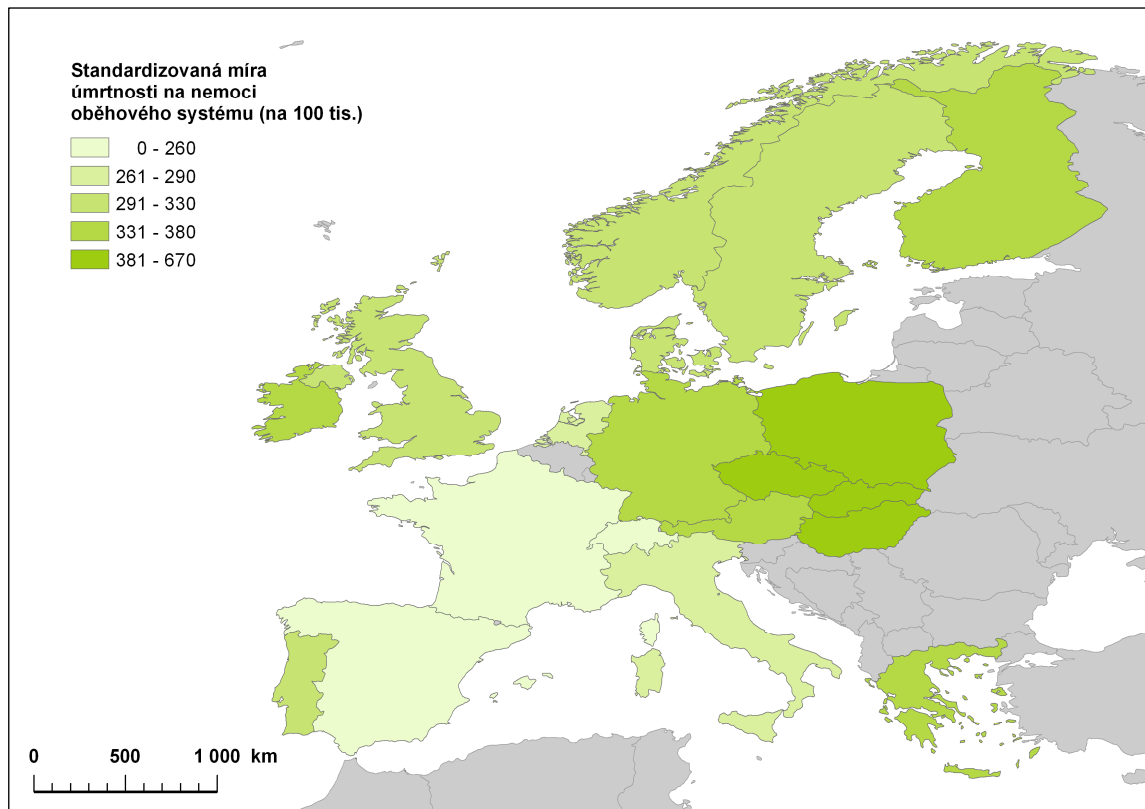 Standardizovaná míra
úmrtnosti na nemoci
oběhového systému (na 100 tis.)
0 - 260
261 - 290
291 - 330
331 - 380
381 - 670
0 500 1 000 km